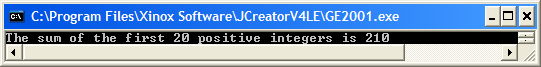 C:\Program Files\Xinox Software\JCreatorV4LE\GE2001.exe
The sum of the first 20 positive integers is 210